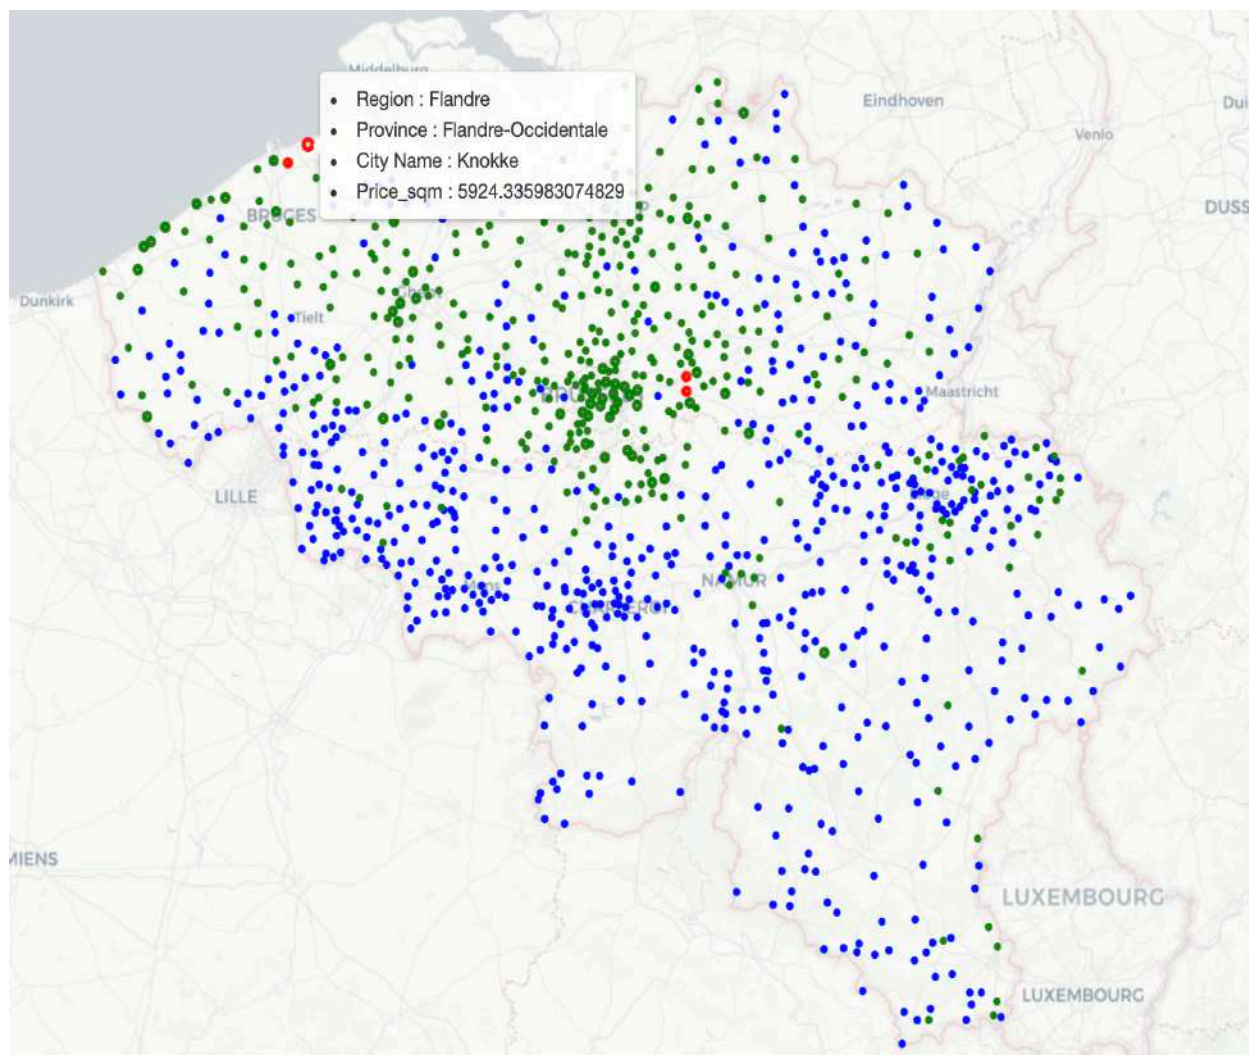 Middelburg
• Region : Flandre
• Province : Flandre-Occidentale
• City Name : Knokke
• Price_sqm : 5924.335983074829
Eindhoven
Venlo
Dui
DUSS
BRUGES
P
Dunkirk
Tielt
Maastricht
LILLE
Mons
NAMUR
MIENS
LUXEMBOURG
LUXEMBOURG